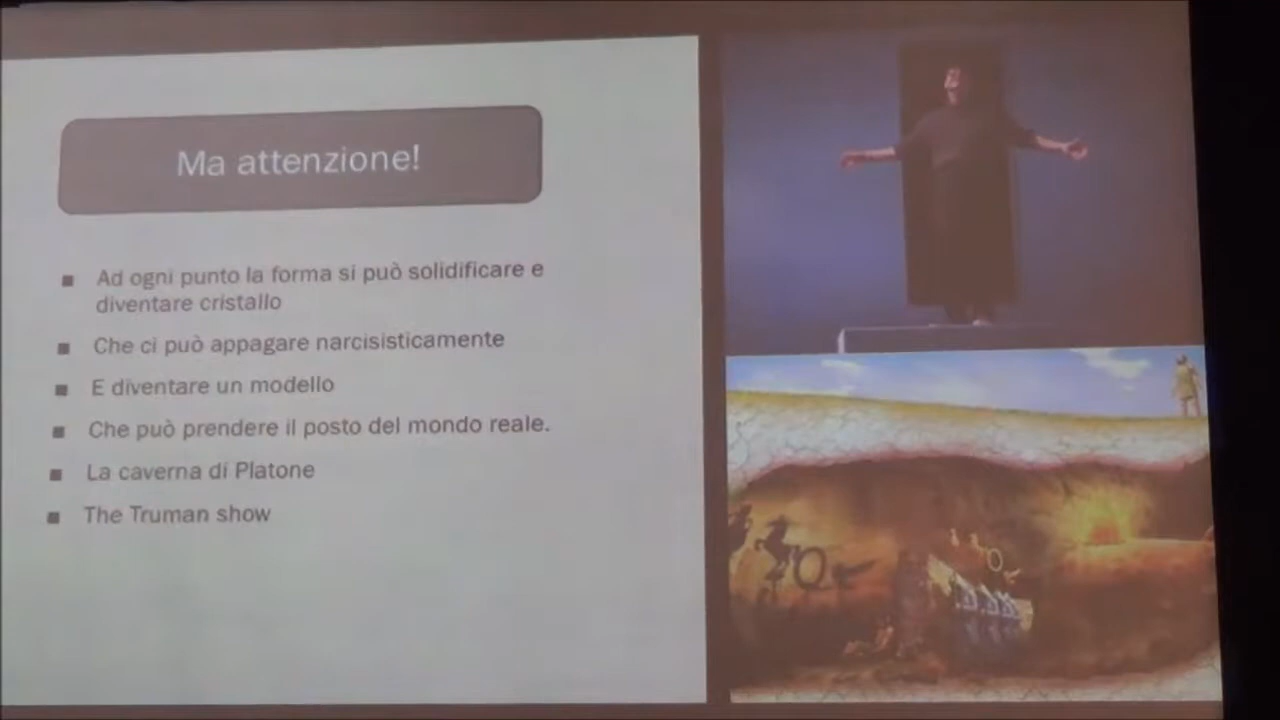 Ma attenzione!
Ad ogni punto la forma si può solidificare e
diventare cristallo
Che ci può appagare narcisisticamente
E diventare un modello
Che può prendere il posto del mondo reale.
La caverna di Platone
The Truman show